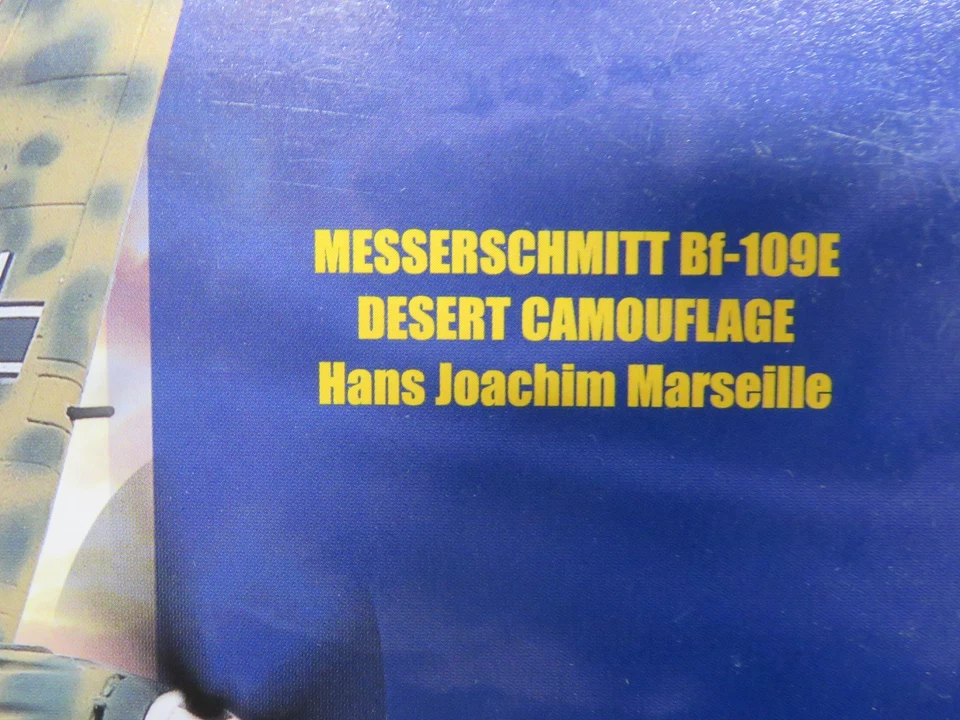 MESSERSCHMITT Bf-109E
DESERT CAMOUFLAGE
Hans Joachim Marseille